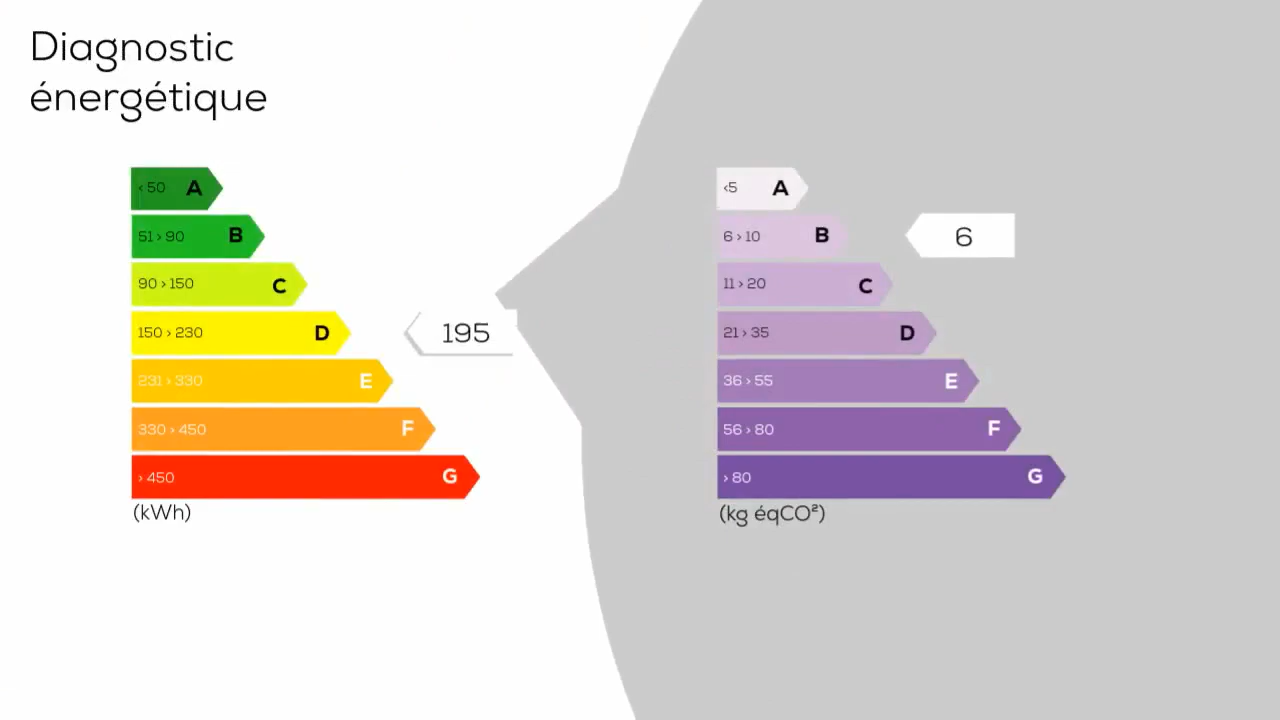 Diagnostic
énergétique
< 50 A
51 > 90 B
90 > 150 C
150 > 230 D
195
231 > 330 E
330 > 450 F
> 450 G
(kWh)
<5 A
6 > 10 B
6
11 > 20 C
21 > 35 D
36 > 55 E
56 > 80 F
> 80 G
(kg éqCO²)